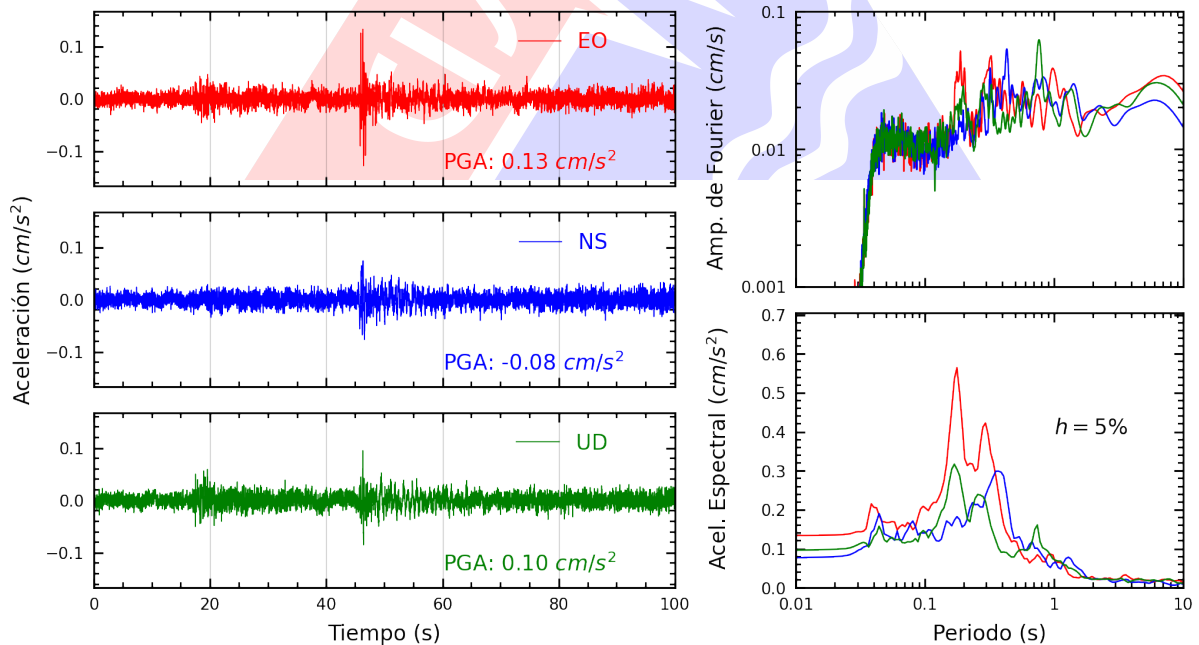 Aceleración (cm/s²)
0.1
0.0
−0.1
EO
PGA: 0.13 cm/s²
0.1
0.0
−0.1
NS
PGA: -0.08 cm/s²
0.1
0.0
−0.1
UD
PGA: 0.10 cm/s²
0 20 40 60 80 100
Tiempo (s)
Amp. de Fourier (cm/s)
0.1
0.01
0.001
Acel. Espectral (cm/s²)
0.7
0.6
0.5
0.4
0.3
0.2
0.1
0.0
h = 5%
0.01 0.1 1 10
Periodo (s)